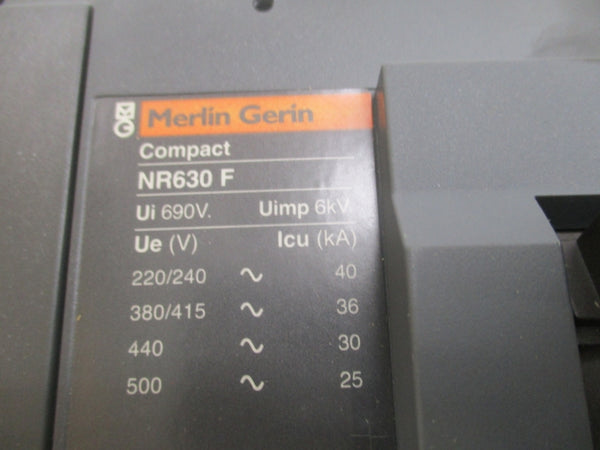 Merlin Gerin
Compact
NR630 F
Ui 690V. Uimp 6kV.
Ue (V) Icu (kA)
220/240 ~ 40
380/415 ~ 36
440 ~ 30
500 ~ 25